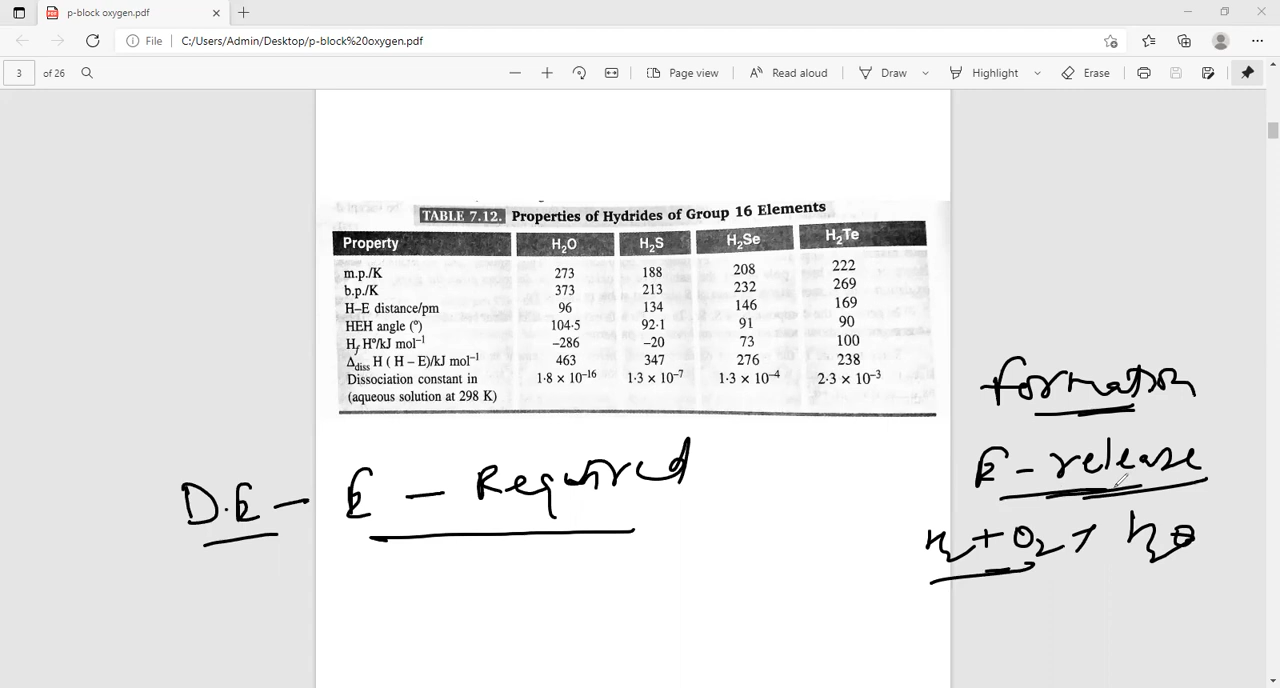 p-block oxygen.pdf
File C:/Users/Admin/Desktop/p-block%20oxygen.pdf
3 of 26 Page view Read aloud Draw Highlight Erase
TABLE 7.12. Properties of Hydrides of Group 16 Elements
Property H₂O H₂S H₂Se H₂Te
m.p./K 273 188 208 222
b.p./K 373 213 232 269
H–E distance/pm 96 134 146 169
HEH angle (°) 104·5 92·1 91 90
Hf H°/kJ mol⁻¹ –286 –20 73 100
Δdiss H ( H – E)/kJ mol⁻¹ 463 347 276 238
Dissociation constant in 1·8 × 10⁻¹⁶ 1·3 × 10⁻⁷ 1·3 × 10⁻⁴ 2·3 × 10⁻³
(aqueous solution at 298 K)
formation
E - release
D.E - E - Required
H₂ + O₂ → H₂O